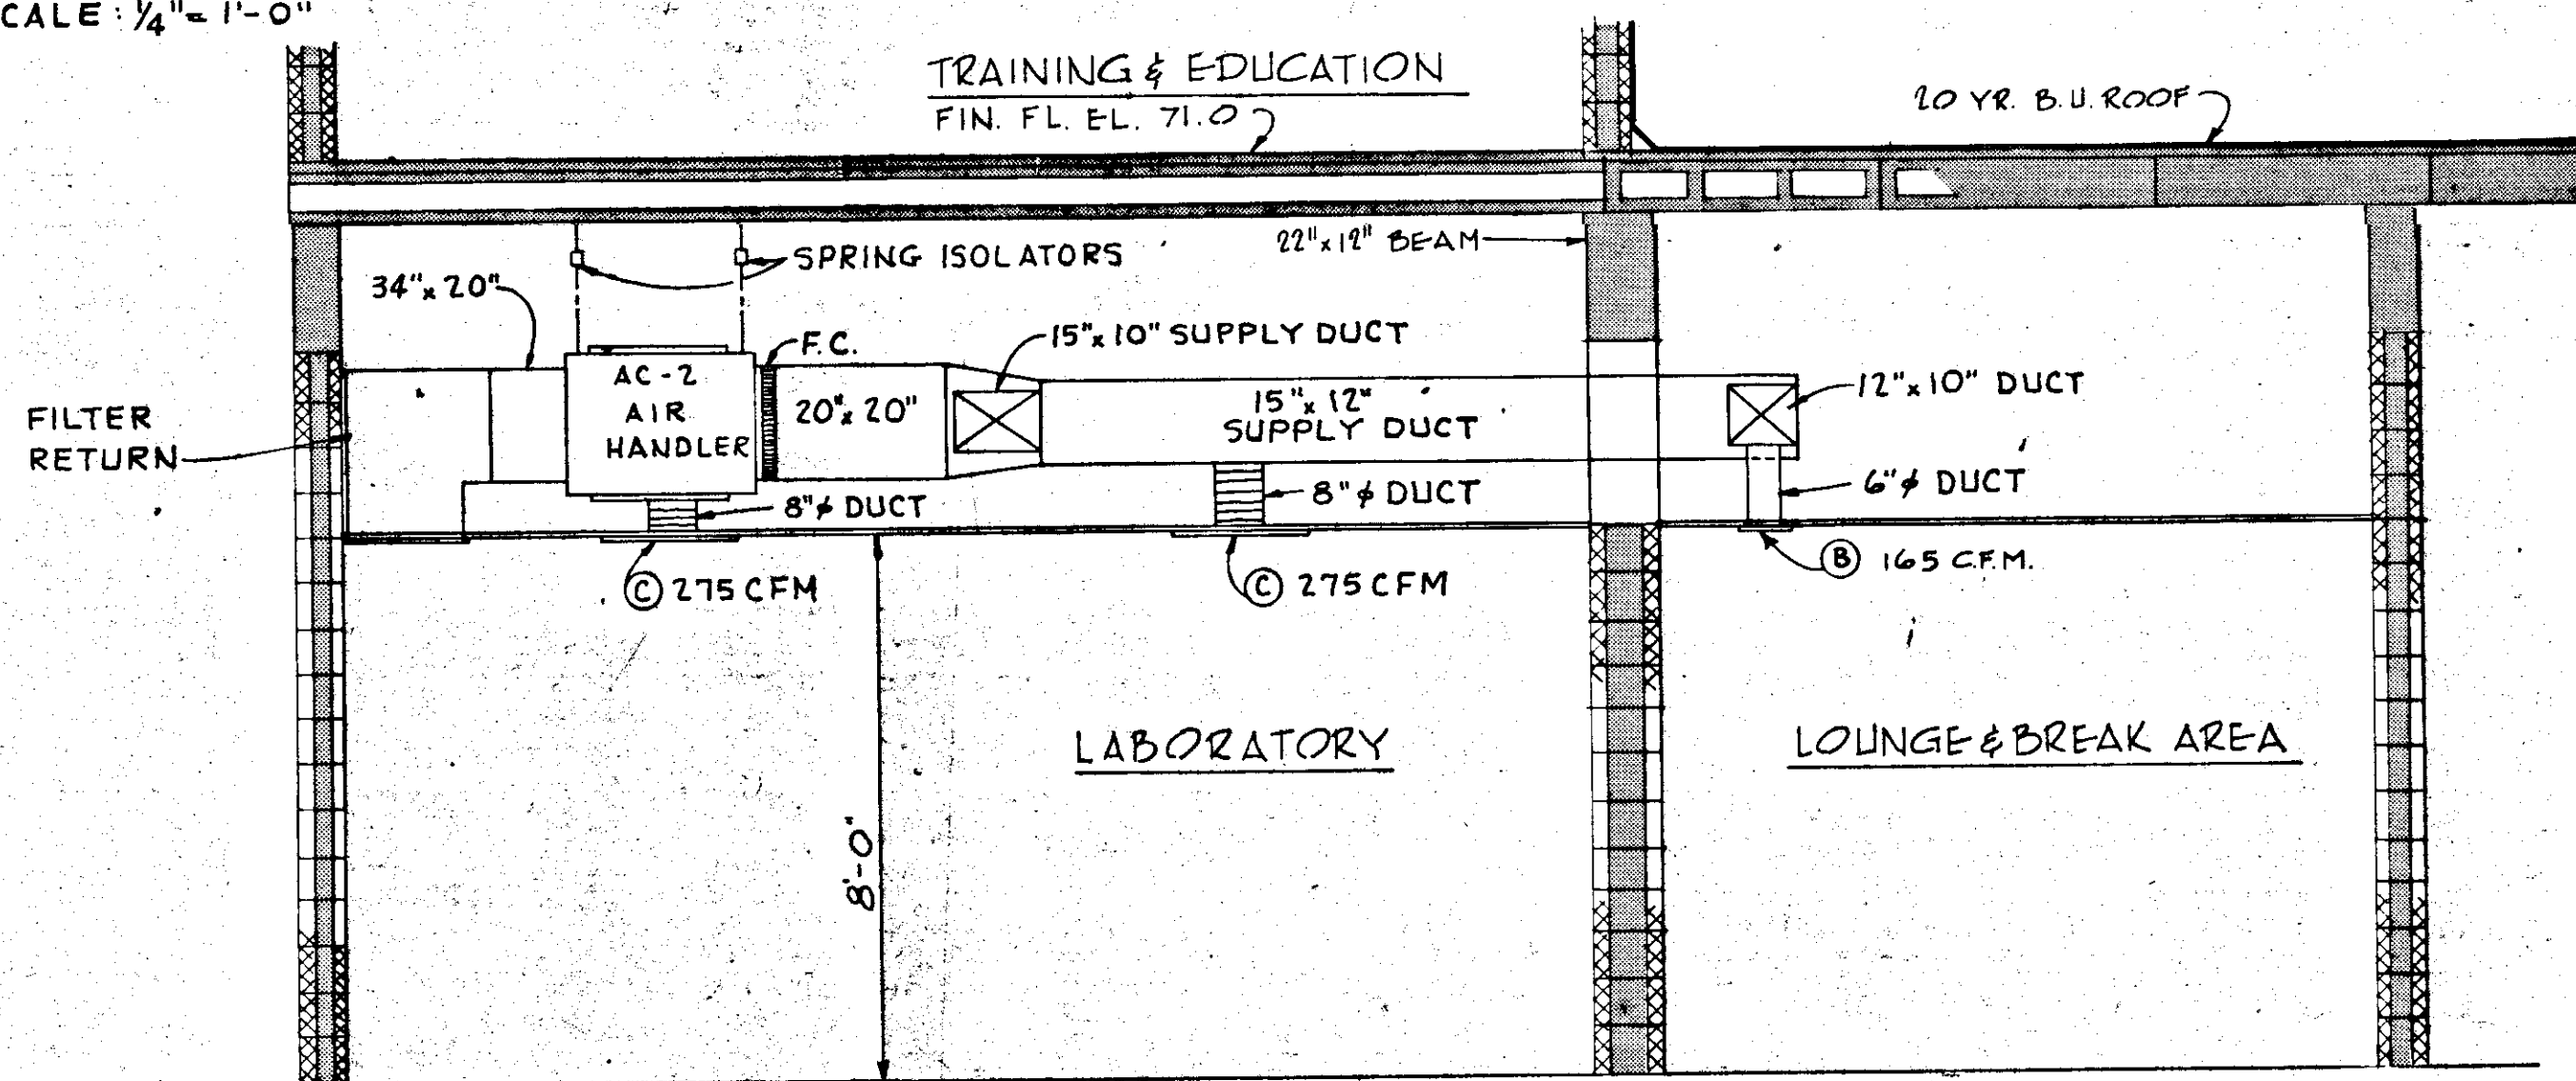 CALE: 1/4" = 1'-0"
TRAINING & EDUCATION
FIN. FL. EL. 71.0
20 YR. B.U. ROOF
22"x12" BEAM
SPRING ISOLATORS
34"x 20"
F.C.
15"x 10" SUPPLY DUCT
AC-2
AIR
HANDLER
20"x 20"
15"x 12"
SUPPLY DUCT
12"x10" DUCT
FILTER
RETURN
8"ϕ DUCT
8"ϕ DUCT
6"ϕ DUCT
C 275 CFM
C 275 CFM
B 165 C.F.M.
LABORATORY
LOUNGE & BREAK AREA
8'-0"